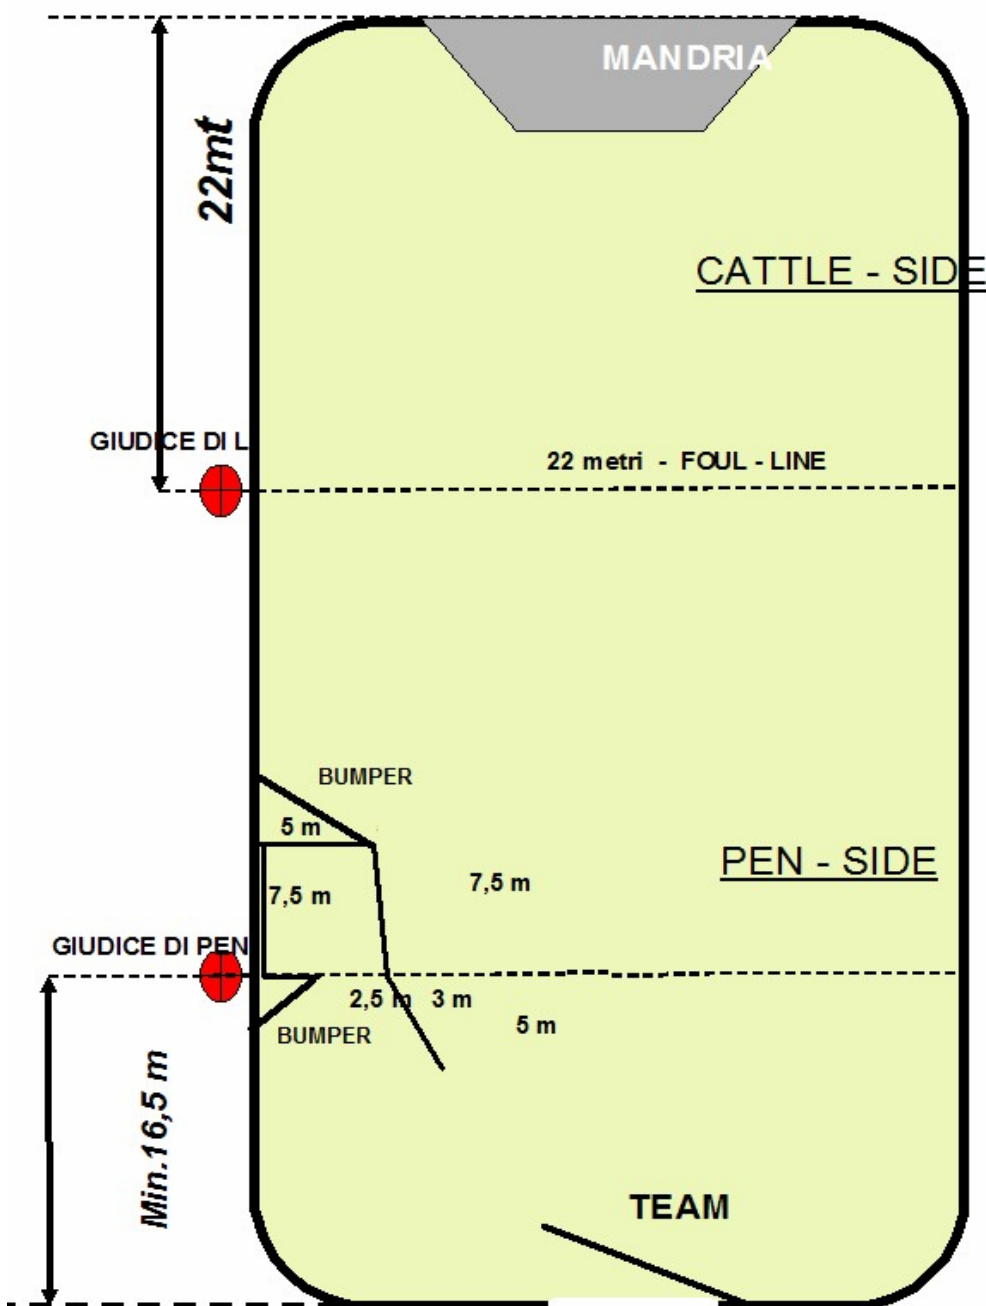 MANDRIA
22mt
CATTLE - SIDE
GIUDICE DI L
22 metri - FOUL - LINE
BUMPER
5 m
7,5 m
7,5 m
PEN - SIDE
GIUDICE DI PEN
2,5 m
3 m
5 m
BUMPER
Min.16,5 m
TEAM